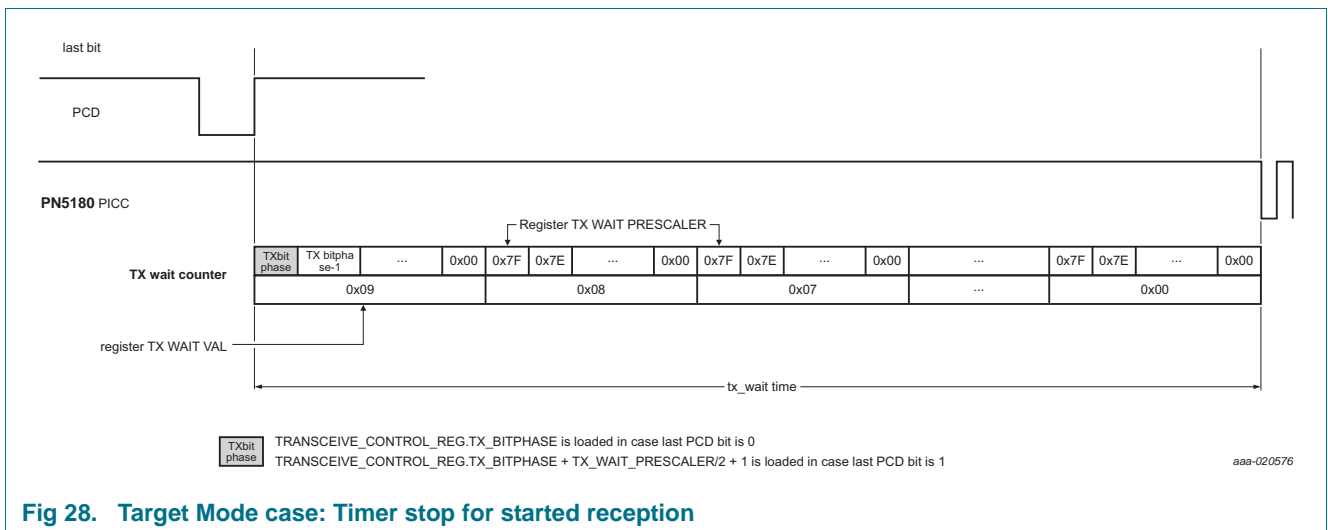 last bit
PCD
PN5180 PICC
Register TX WAIT PRESCALER
TX wait counter
TXbit phase
TX bitpha se-1
...
0x00
0x7F
0x7E
...
0x00
0x7F
0x7E
...
0x00
...
0x7F
0x7E
...
0x00
0x09
0x08
0x07
...
0x00
register TX WAIT VAL
tx_wait time
TXbit phase
TRANSCEIVE_CONTROL_REG.TX_BITPHASE is loaded in case last PCD bit is 0
TRANSCEIVE_CONTROL_REG.TX_BITPHASE + TX_WAIT_PRESCALER/2 + 1 is loaded in case last PCD bit is 1
aaa-020576
Fig 28. Target Mode case: Timer stop for started reception